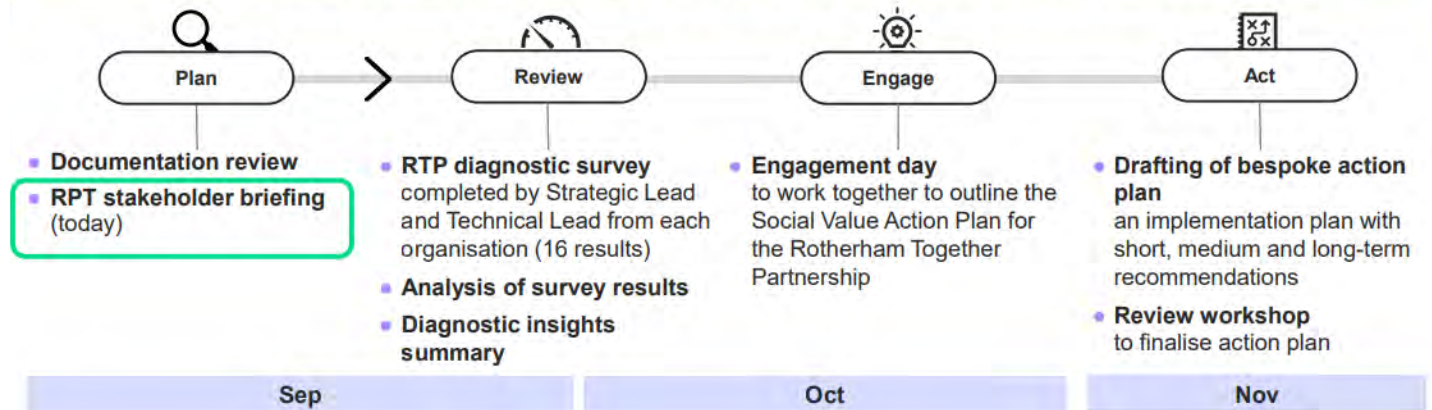 Plan
Review
Engage
Act
Documentation review
RPT stakeholder briefing
(today)
RTP diagnostic survey
completed by Strategic Lead
and Technical Lead from each
organisation (16 results)
Analysis of survey results
Diagnostic insights
summary
Engagement day
to work together to outline the
Social Value Action Plan for
the Rotherham Together
Partnership
Drafting of bespoke action
plan
an implementation plan with
short, medium and long-term
recommendations
Review workshop
to finalise action plan
Sep
Oct
Nov